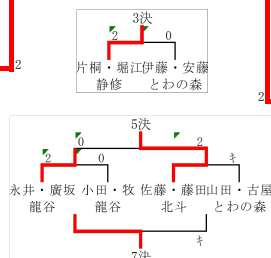 3決
2 0
片桐・堀江 伊藤・安藤
静修 とわの森
2
2
5決
0 2
2 0 キ
永井・廣坂 小田・牧 佐藤・藤田 山田・古屋
龍谷 龍谷 北斗 とわの森
キ
7決